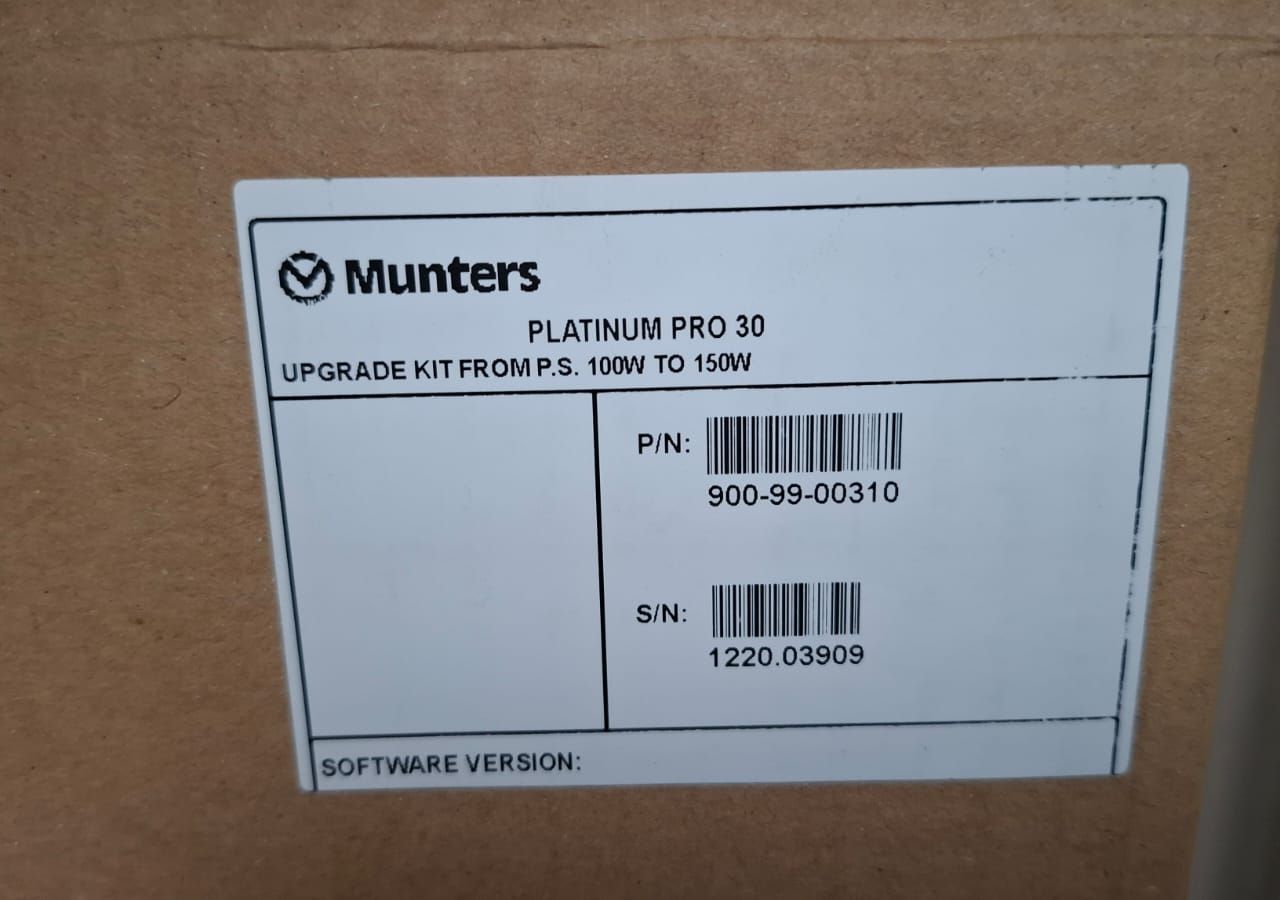 Munters
PLATINUM PRO 30
UPGRADE KIT FROM P.S. 100W TO 150W
P/N:
900-99-00310
S/N:
1220.03909
SOFTWARE VERSION: